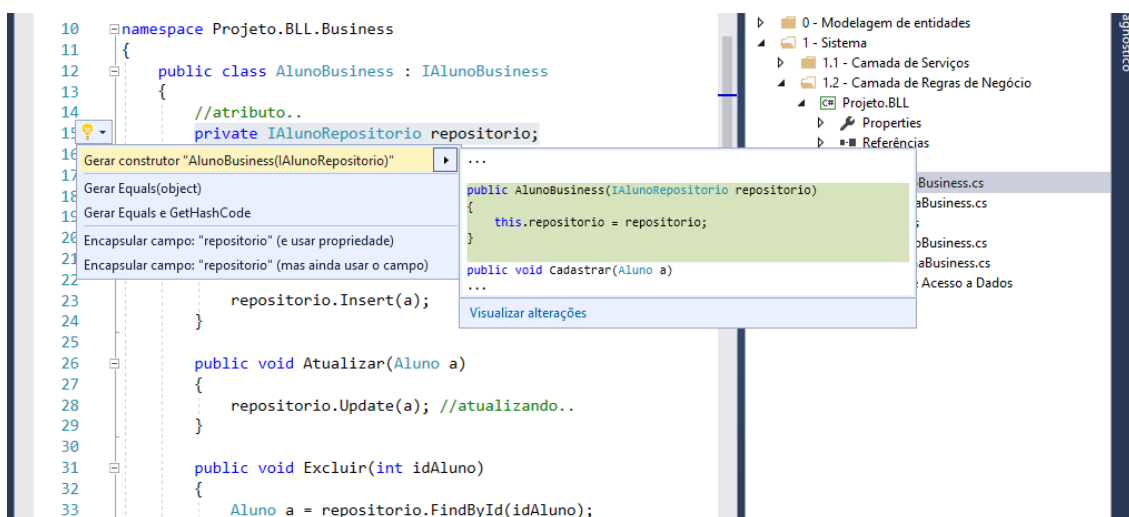 10 namespace Projeto.BLL.Business
11 {
12 public class AlunoBusiness : IAlunoBusiness
13 {
14 //atributo..
15 private IAlunoRepositorio repositorio;
16
Gerar construtor "AlunoBusiness(IAlunoRepositorio)"
17
Gerar Equals(object)
18
19 Gerar Equals e GetHashCode
20
Encapsular campo: "repositorio" (e usar propriedade)
21
Encapsular campo: "repositorio" (mas ainda usar o campo)
22
...
public AlunoBusiness(IAlunoRepositorio repositorio)
{
this.repositorio = repositorio;
}
public void Cadastrar(Aluno a)
...
Visualizar alterações
23 repositorio.Insert(a);
24 }
25
26 public void Atualizar(Aluno a)
27 {
28 repositorio.Update(a); //atualizando..
29 }
30
31 public void Excluir(int idAluno)
32 {
33 Aluno a = repositorio.FindById(idAluno);
0 - Modelagem de entidades
1 - Sistema
1.1 - Camada de Serviços
1.2 - Camada de Regras de Negócio
C# Projeto.BLL
Properties
Referências
Business.cs
aBusiness.cs
oBusiness.cs
aBusiness.cs
Acesso a Dados
agnóstico